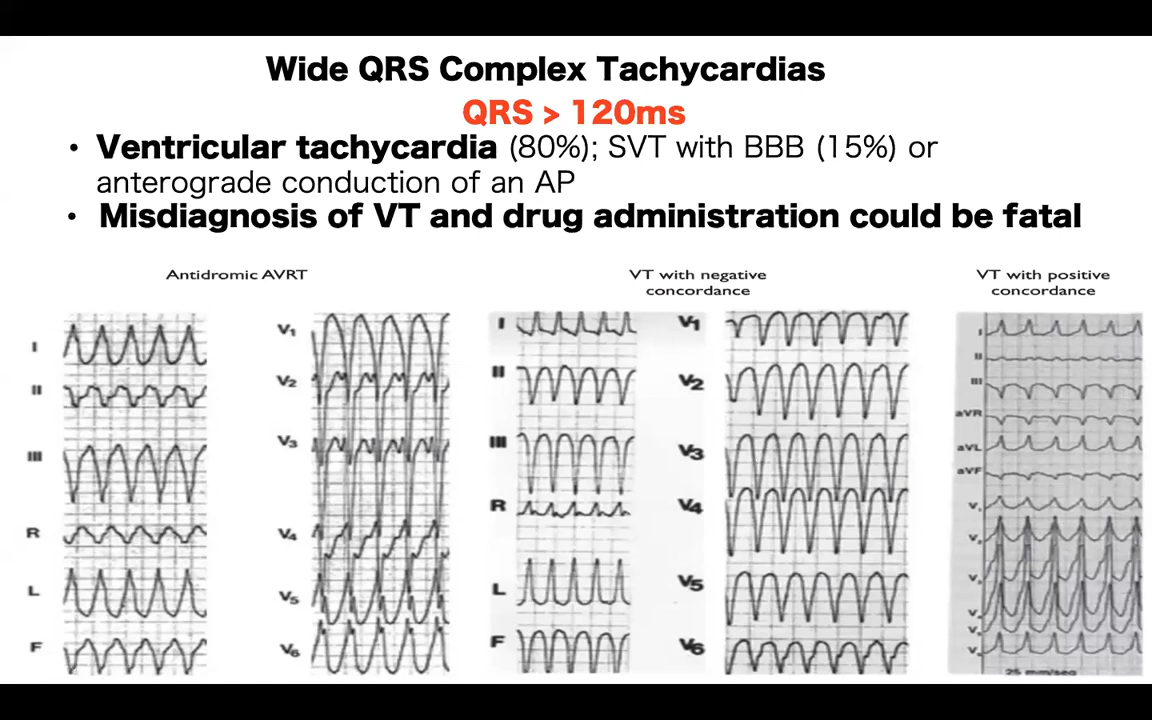 Wide QRS Complex Tachycardias
QRS > 120ms
• Ventricular tachycardia (80%); SVT with BBB (15%) or
anterograde conduction of an AP
• Misdiagnosis of VT and drug administration could be fatal
Antidromic AVRT
I
II
III
R
L
F
V1
V2
V3
V4
V5
V6
VT with negative
concordance
I
II
III
R
L
F
V1
V2
V3
V4
V5
V6
VT with positive
concordance
I
II
III
aVR
aVL
aVF
25 mm/seg